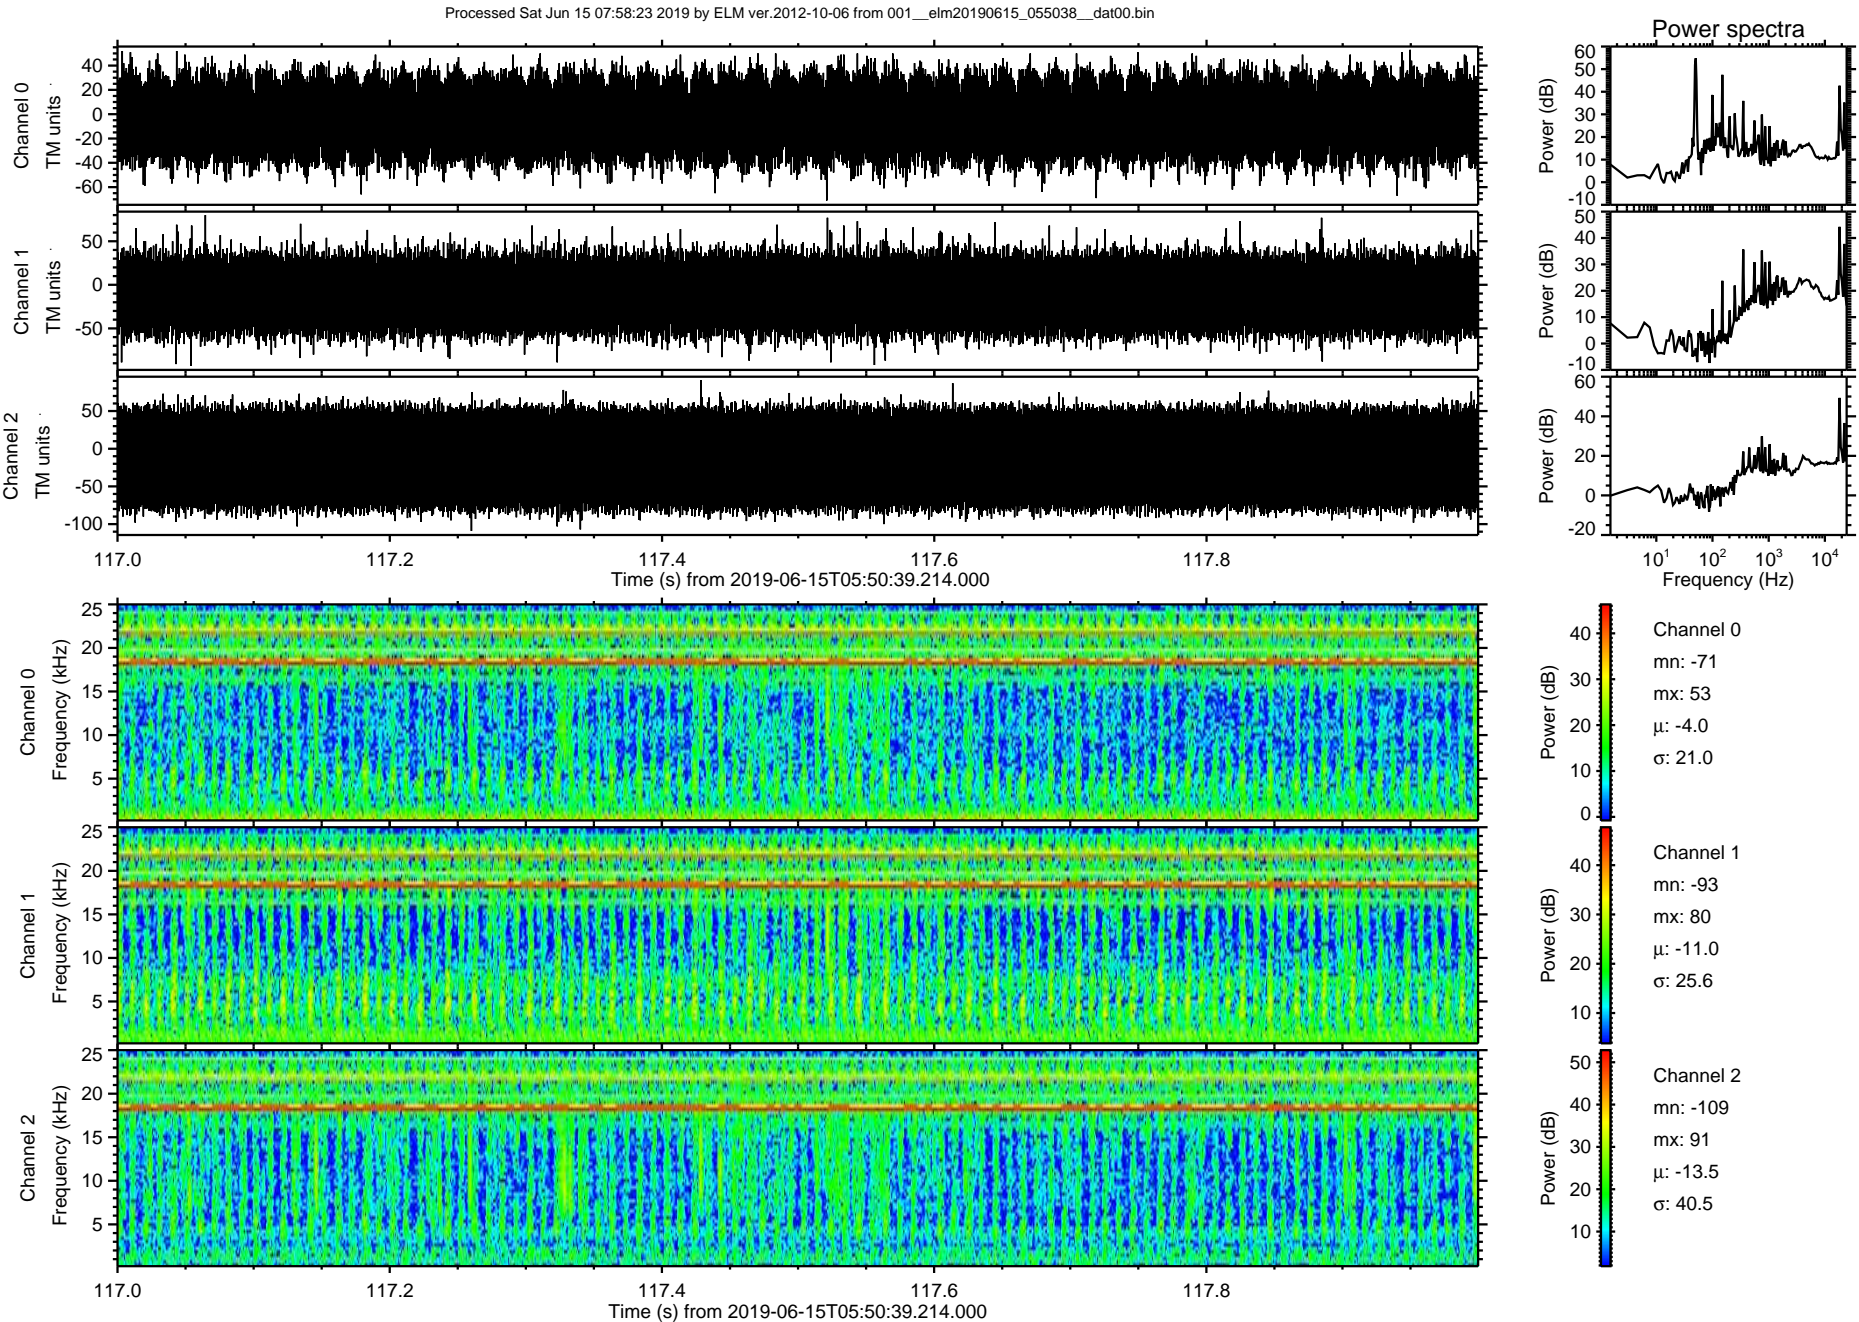 Processed Sat Jun 15 07:58:23 2019 by ELM ver.2012-10-06 from 001__elm20190615_055038__dat00.bin
Power spectra
Channel 0
TM units
40
20
0
-20
-40
-60
Power (dB)
60
50
40
30
20
10
0
-10
Channel 1
TM units
50
0
-50
Power (dB)
50
40
30
20
10
0
-10
Channel 2
TM units
50
0
-50
-100
Power (dB)
60
40
20
0
-20
117.0
117.2
117.4
117.6
117.8
Time (s) from 2019-06-15T05:50:39.214.000
10^1
10^2
10^3
10^4
Frequency (Hz)
Channel 0
Frequency (kHz)
25
20
15
10
5
Power (dB)
40
30
20
10
0
Channel 0
mn: -71
mx: 53
µ: -4.0
σ: 21.0
Channel 1
Frequency (kHz)
25
20
15
10
5
Power (dB)
40
30
20
10
Channel 1
mn: -93
mx: 80
µ: -11.0
σ: 25.6
Channel 2
Frequency (kHz)
25
20
15
10
5
Power (dB)
50
40
30
20
10
Channel 2
mn: -109
mx: 91
µ: -13.5
σ: 40.5
117.0
117.2
117.4
117.6
117.8
Time (s) from 2019-06-15T05:50:39.214.000